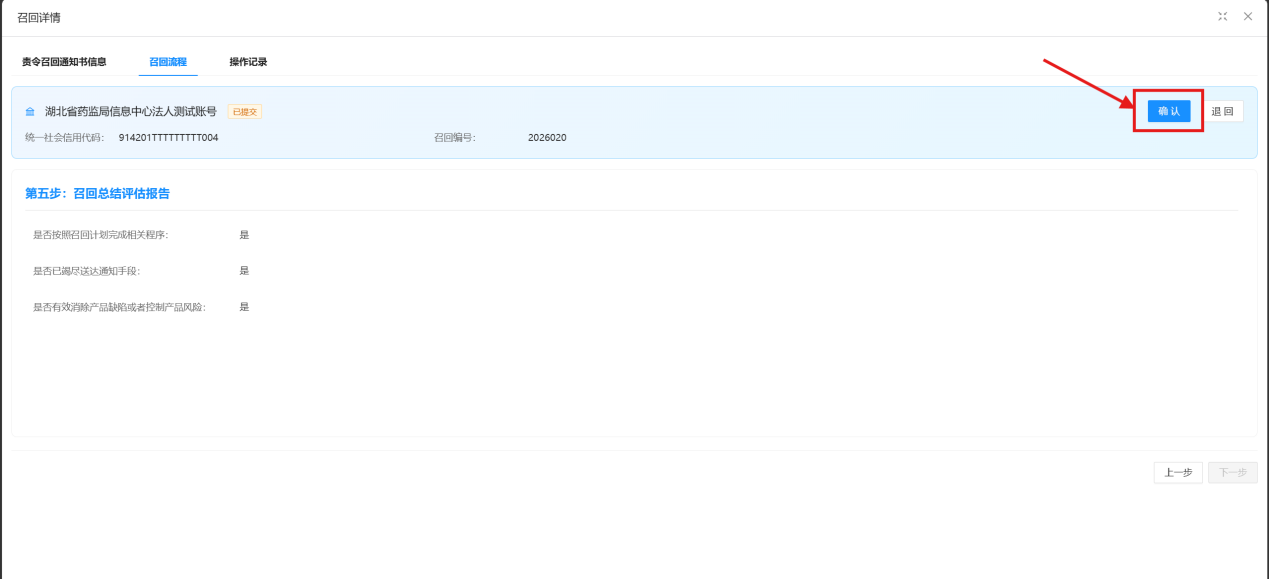 召回详情
责令召回通知书信息 召回流程 操作记录
湖北省药监局信息中心法人测试账号 已提交 确认 退回
统一社会信用代码： 914201TTTTTTTTT004 召回编号： 2026020
第五步：召回总结评估报告
是否按照召回计划完成相关程序： 是
是否已竭尽送达通知手段： 是
是否有效消除产品缺陷或者控制产品风险： 是
上一步 下一步